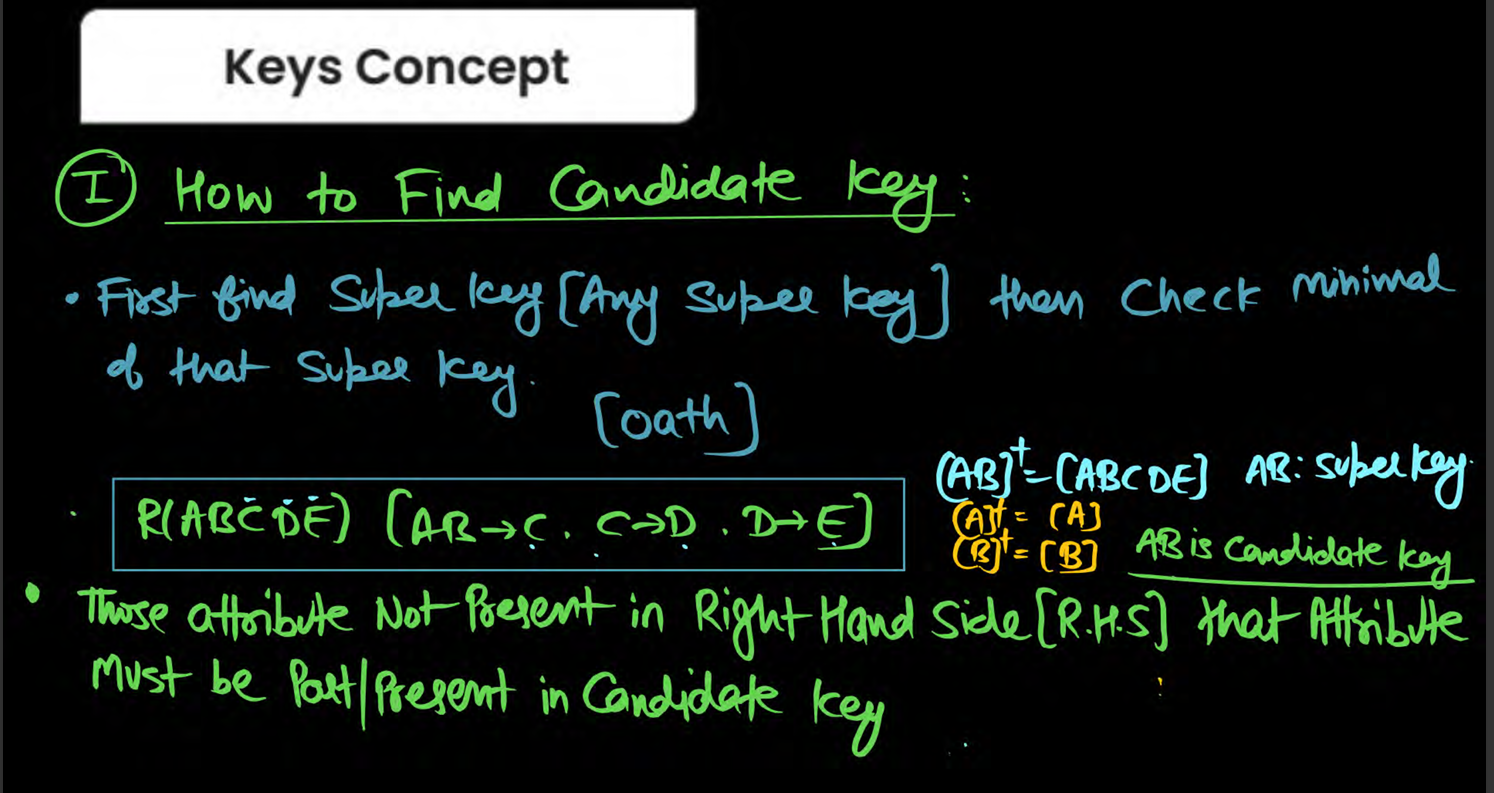 Keys Concept
I How to Find Candidate Key:
• First find Super key [Any Super key] then Check minimal
of that Super Key.
[oath]
R(ABCDE) [AB→C, C→D, D→E]
[AB]⁺=[ABCDE] AB: Super key.
[A]⁺= [A]
[B]⁺= [B] AB is Candidate key
• Those attribute Not Present in Right Hand Side [R.H.S] that Attribute
Must be Part/Present in Candidate key